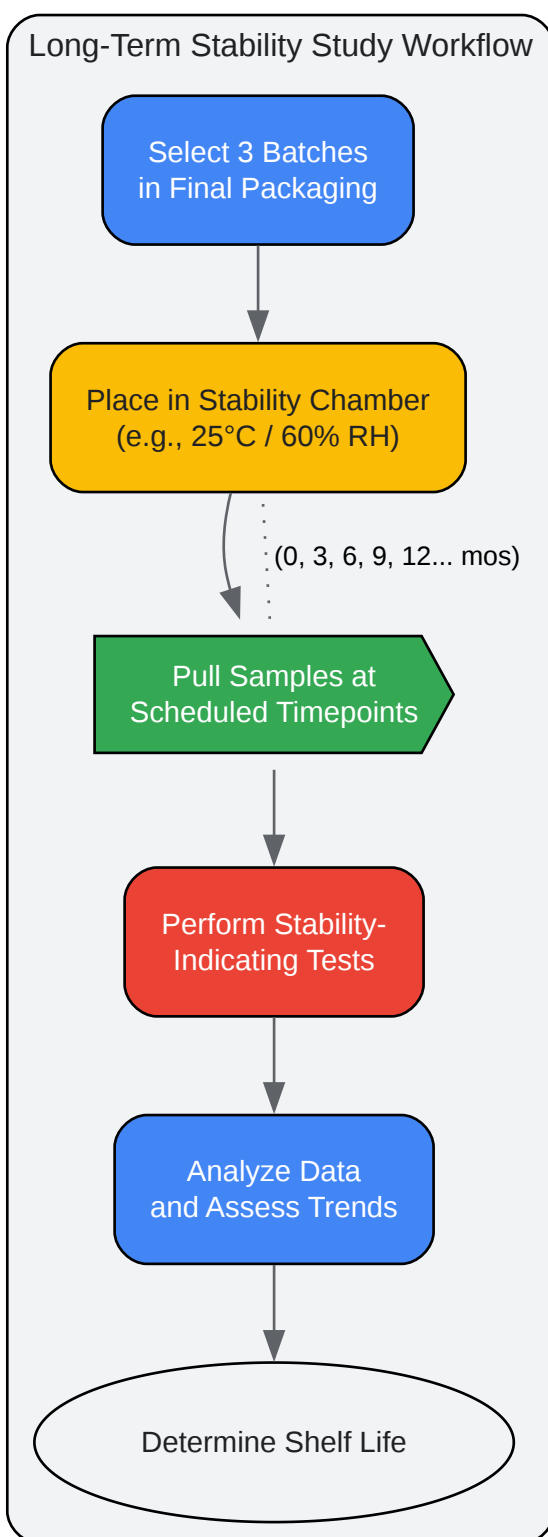 Long-Term Stability Study Workflow
Select 3 Batches
in Final Packaging
Place in Stability Chamber
(e.g., 25°C / 60% RH)
(0, 3, 6, 9, 12... mos)
Pull Samples at
Scheduled Timepoints
Perform Stability-
Indicating Tests
Analyze Data
and Assess Trends
Determine Shelf Life